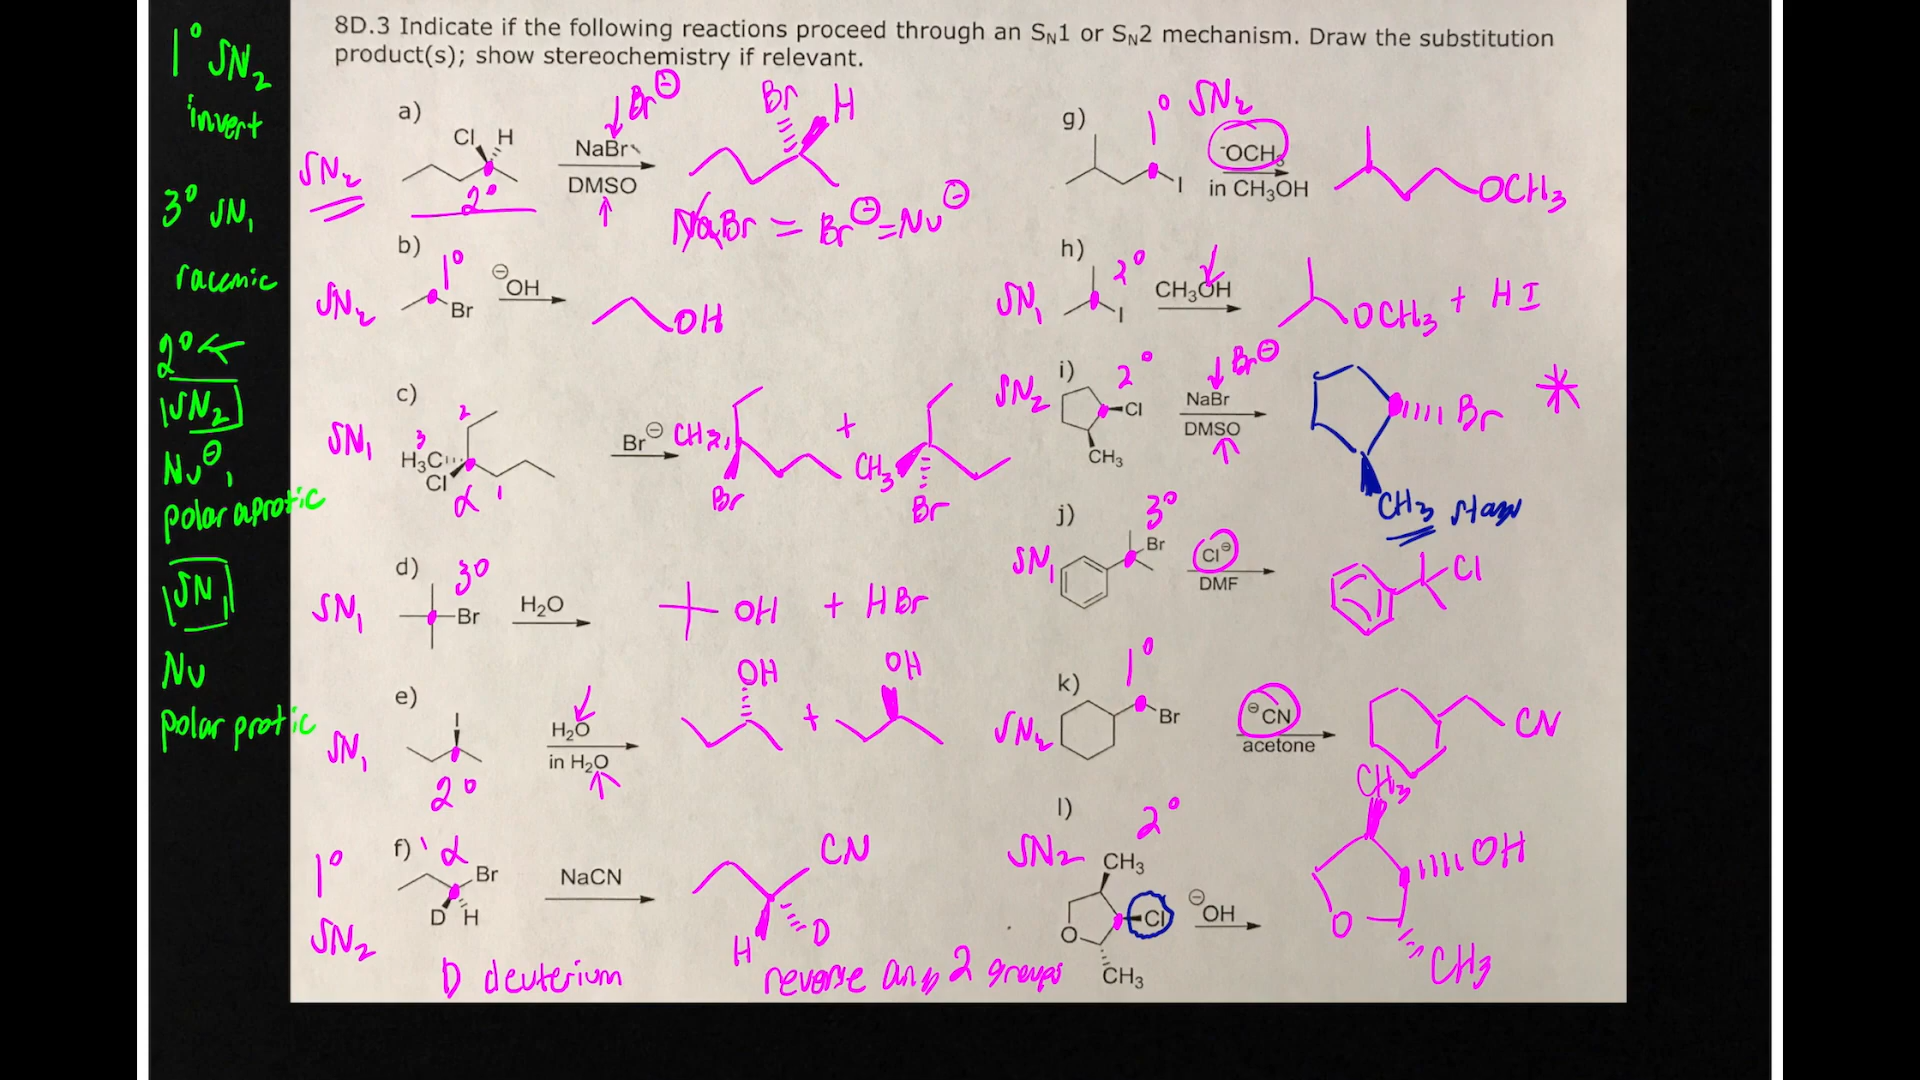 8D.3 Indicate if the following reactions proceed through an SN1 or SN2 mechanism. Draw the substitution
product(s); show stereochemistry if relevant.
1° SN2
invert
3° SN1
racemic
2°
SN2
Nu⊖,
polar aprotic
SN1
Nu
polar protic
a)
SN2
Cl H
2°
Br⊖
NaBr
DMSO
Br H
NaBr = Br⊖ = Nu⊖
b)
SN2
1°
Br
⊖OH
OH
c)
SN1
2
3
H3C
Cl
α 1
Br⊖
CH3
Br
+
CH3
Br
d)
SN1
3°
Br
H2O
OH + HBr
e)
SN1
I
2°
H2O
in H2O
OH
+
OH
f)
1°
SN2
α
Br
D H
NaCN
CN
H D
D deuterium
reverse any 2 groups
g)
1° SN2
I
-OCH3
in CH3OH
OCH3
h)
SN1
2°
I
CH3OH
OCH3 + HI
i)
SN2
2°
Cl
CH3
Br⊖
NaBr
DMSO
Br
*
CH3
j)
SN1
3°
Br
Cl⊖
DMF
Cl
k)
SN2
1°
Br
⊖CN
acetone
CN
l)
SN2
2°
CH3
Cl
O
CH3
⊖OH
CH3
OH
O
CH3